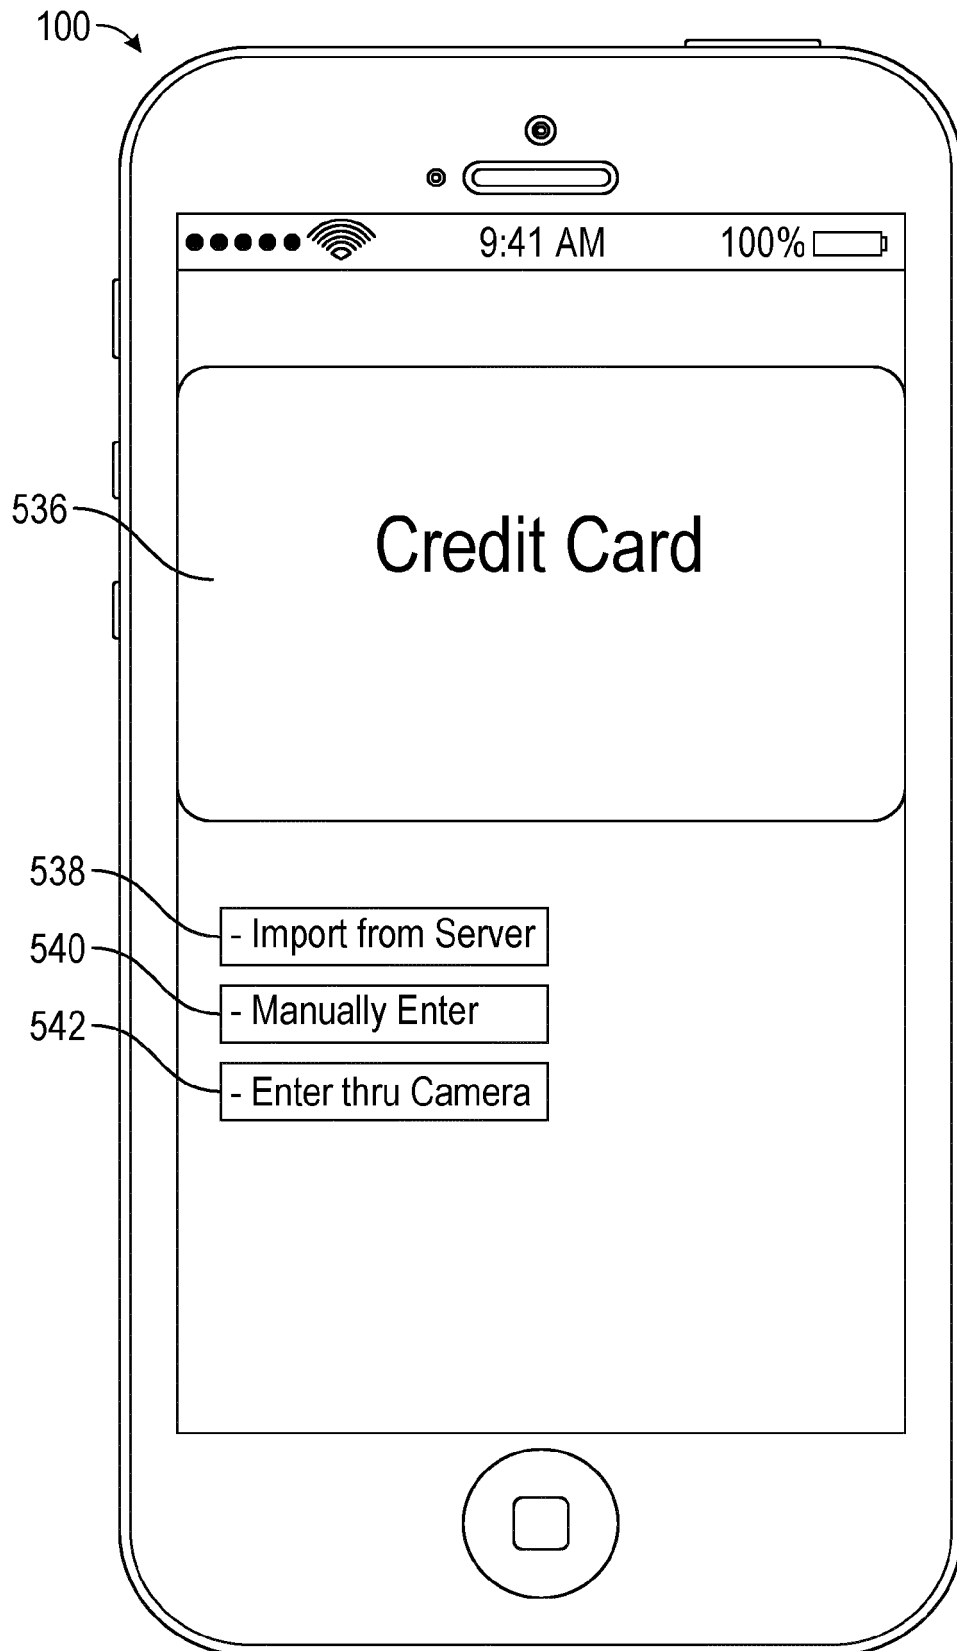 100
9:41 AM 100%
536
Credit Card
538
- Import from Server
540
- Manually Enter
542
- Enter thru Camera